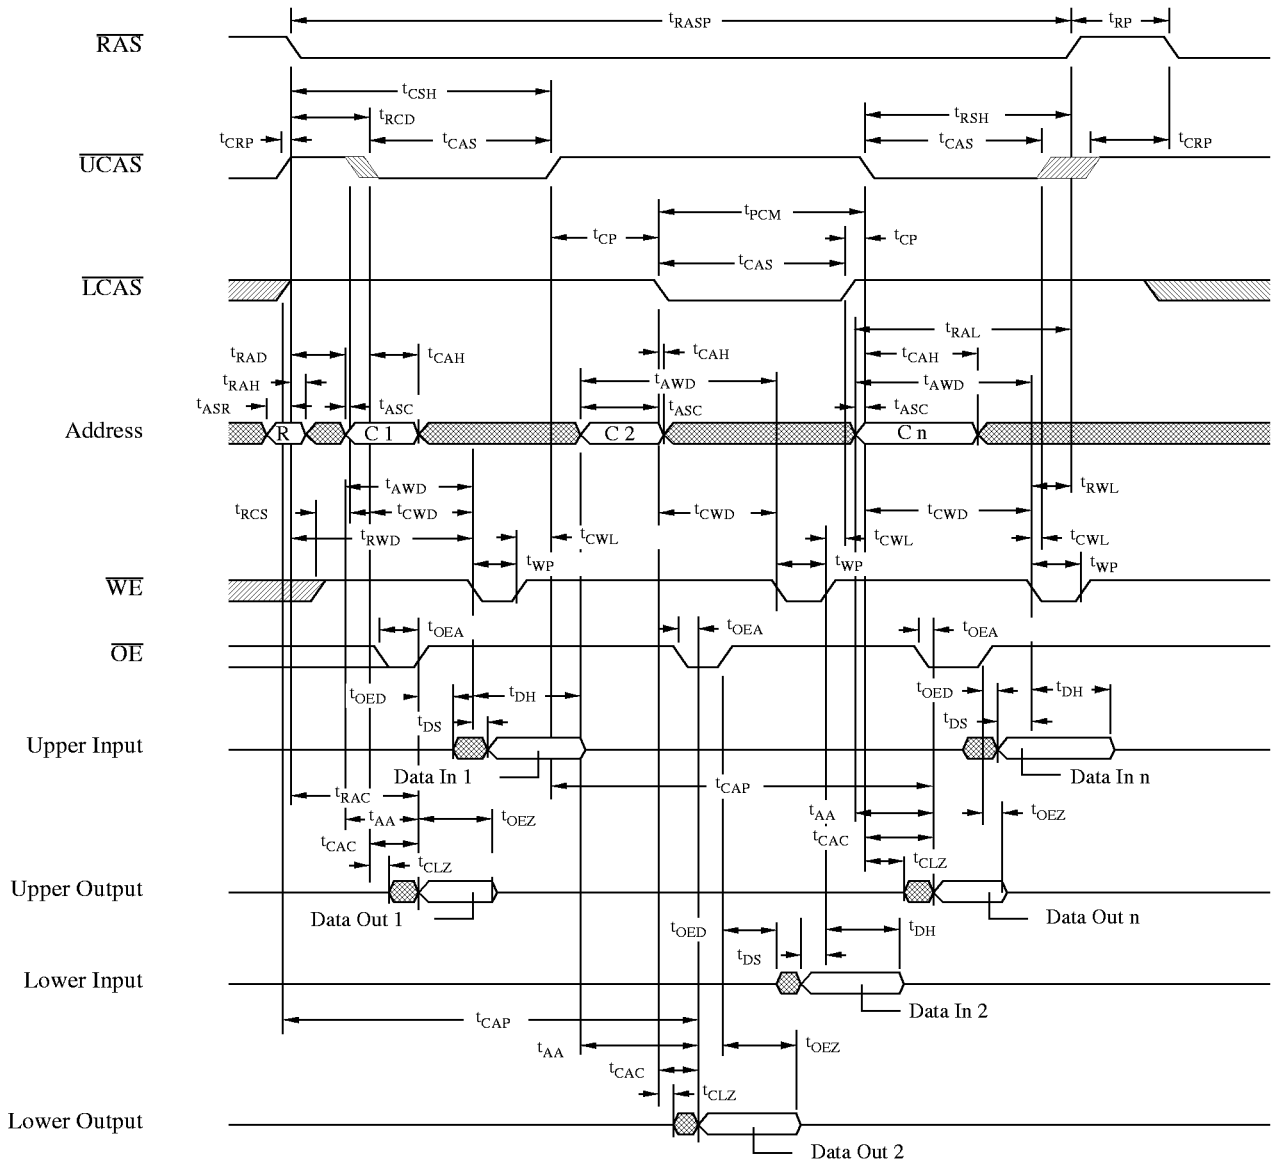 tRASP
tRP
RAS
tCSH
tRCD
tRSH
tCRP
tCAS
tCAS
tCRP
UCAS
tPCM
tCP
tCP
tCAS
LCAS
tRAL
tRAD
tCAH
tCAH
tCAH
tRAH
tAWD
tAWD
tASR
tASC
tASC
tASC
Address
R
C 1
C 2
C n
tAWD
tRWL
tRCS
tCWD
tCWD
tCWD
tRWD
tCWL
tCWL
tCWL
tWP
tWP
tWP
WE
tOEA
tOEA
tOEA
OE
tOED
tDH
tOED
tDH
tDS
tDS
Upper Input
Data In 1
Data In n
tCAP
tRAC
tAA
tOEZ
tAA
tOEZ
tCAC
tCAC
tCLZ
tCLZ
Upper Output
Data Out 1
Data Out n
tOED
tDH
tDS
Lower Input
Data In 2
tCAP
tAA
tOEZ
tCAC
tCLZ
Lower Output
Data Out 2